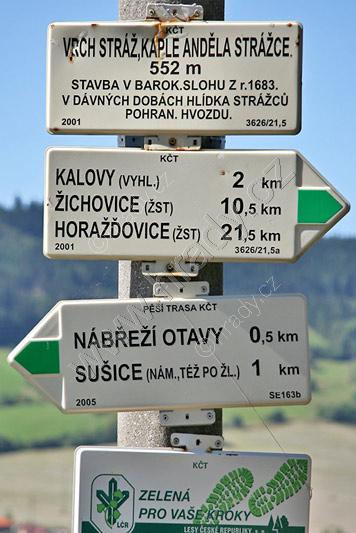 KČT
VRCH STRÁŽ,KAPLE ANDĚLA STRÁŽCE.
552 m
STAVBA V BAROK.SLOHU Z r.1683.
V DÁVNÝCH DOBÁCH HLÍDKA STRÁŽCŮ
POHRAN. HVOZDU.
2001 3626/21,5
KČT
KALOVY (VYHL.) 2 km
ŽICHOVICE (ŽST) 10,5 km
HORAŽĎOVICE (ŽST) 21,5 km
2001 3626/21,5a
PĚŠÍ TRASA KČT
NÁBŘEŽÍ OTAVY 0,5 km
SUŠICE (NÁM.,TÉŽ PO ŽL.) 1 km
2005 SE163b
KČT
ZELENÁ
PRO VAŠE KROKY
LČR
LESY ČESKÉ REPUBLIKY